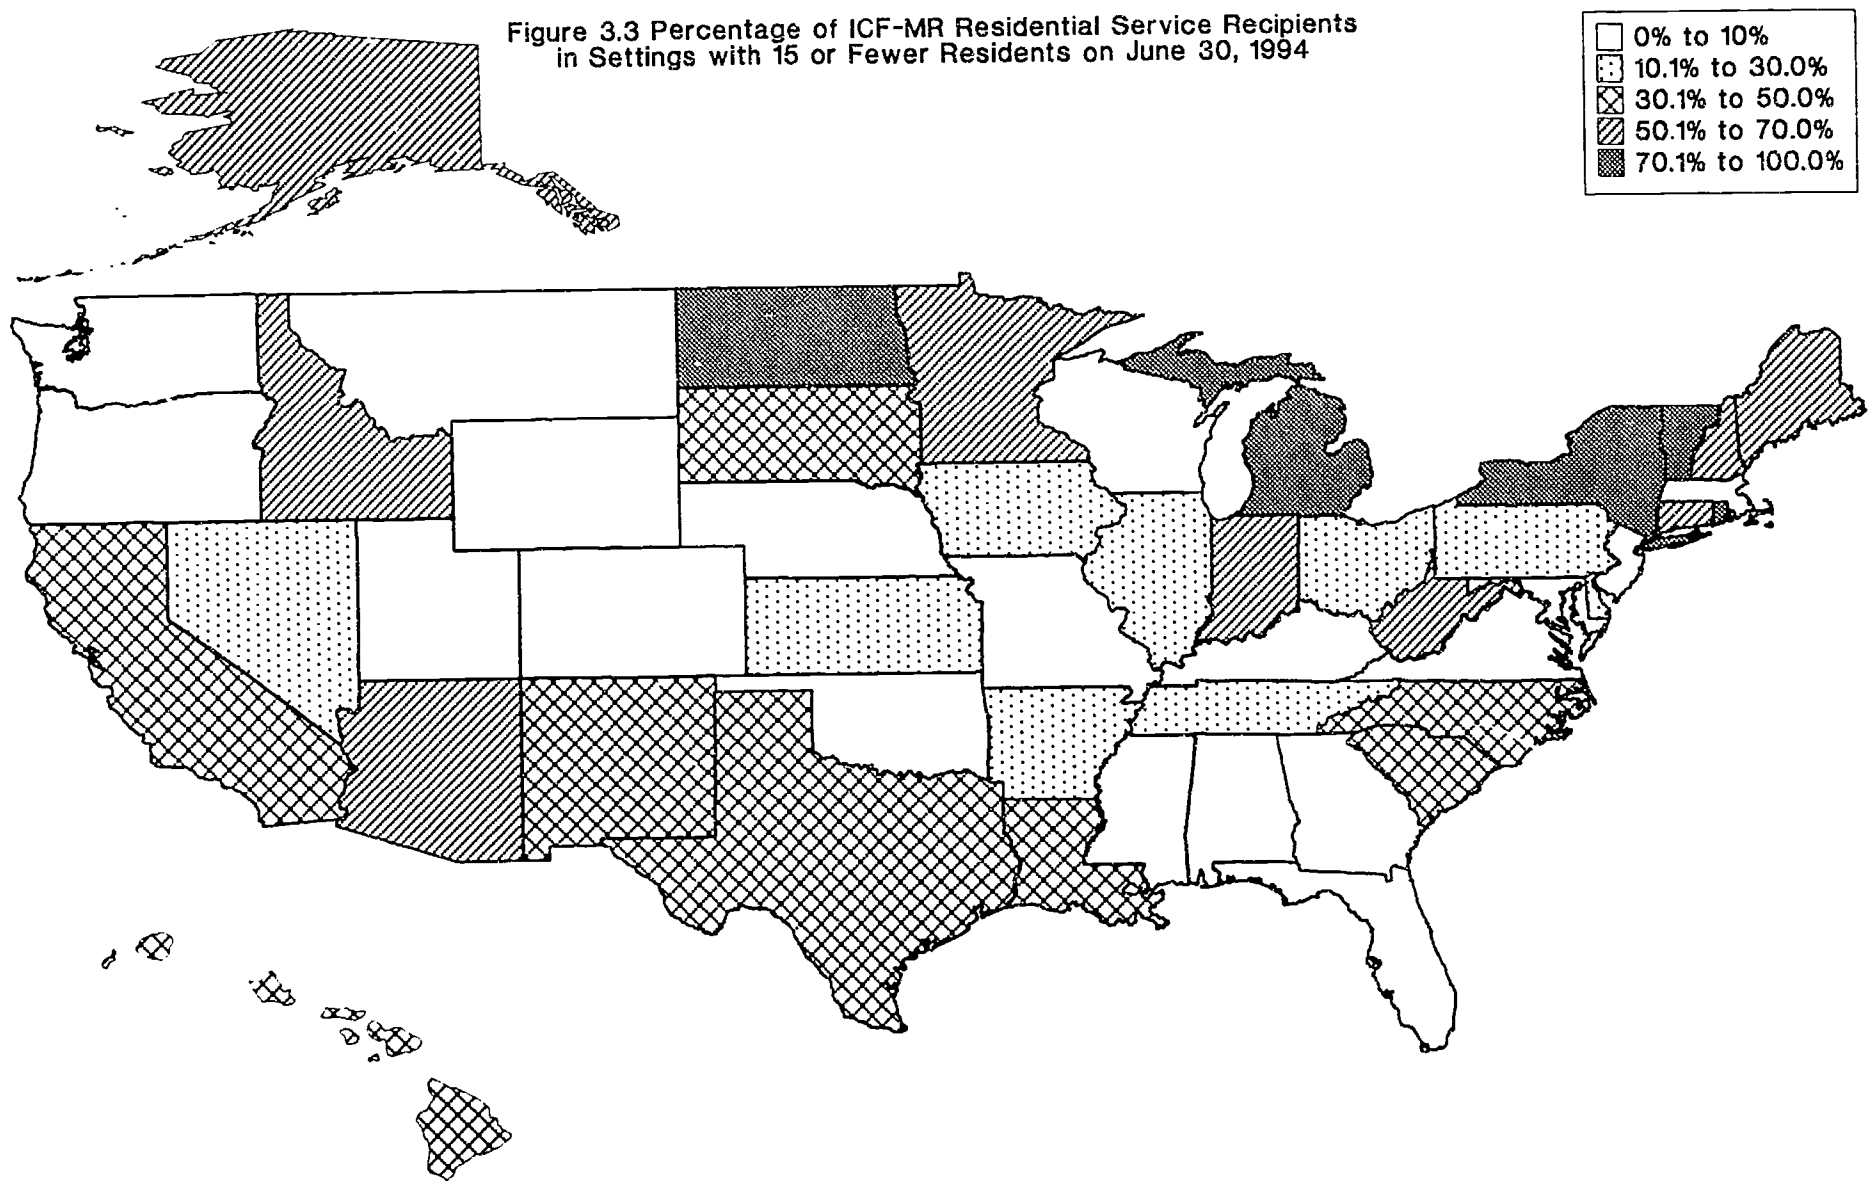 Figure 3.3 Percentage of ICF-MR Residential Service Recipients
in Settings with 15 or Fewer Residents on June 30, 1994
0% to 10%
10.1% to 30.0%
30.1% to 50.0%
50.1% to 70.0%
70.1% to 100.0%